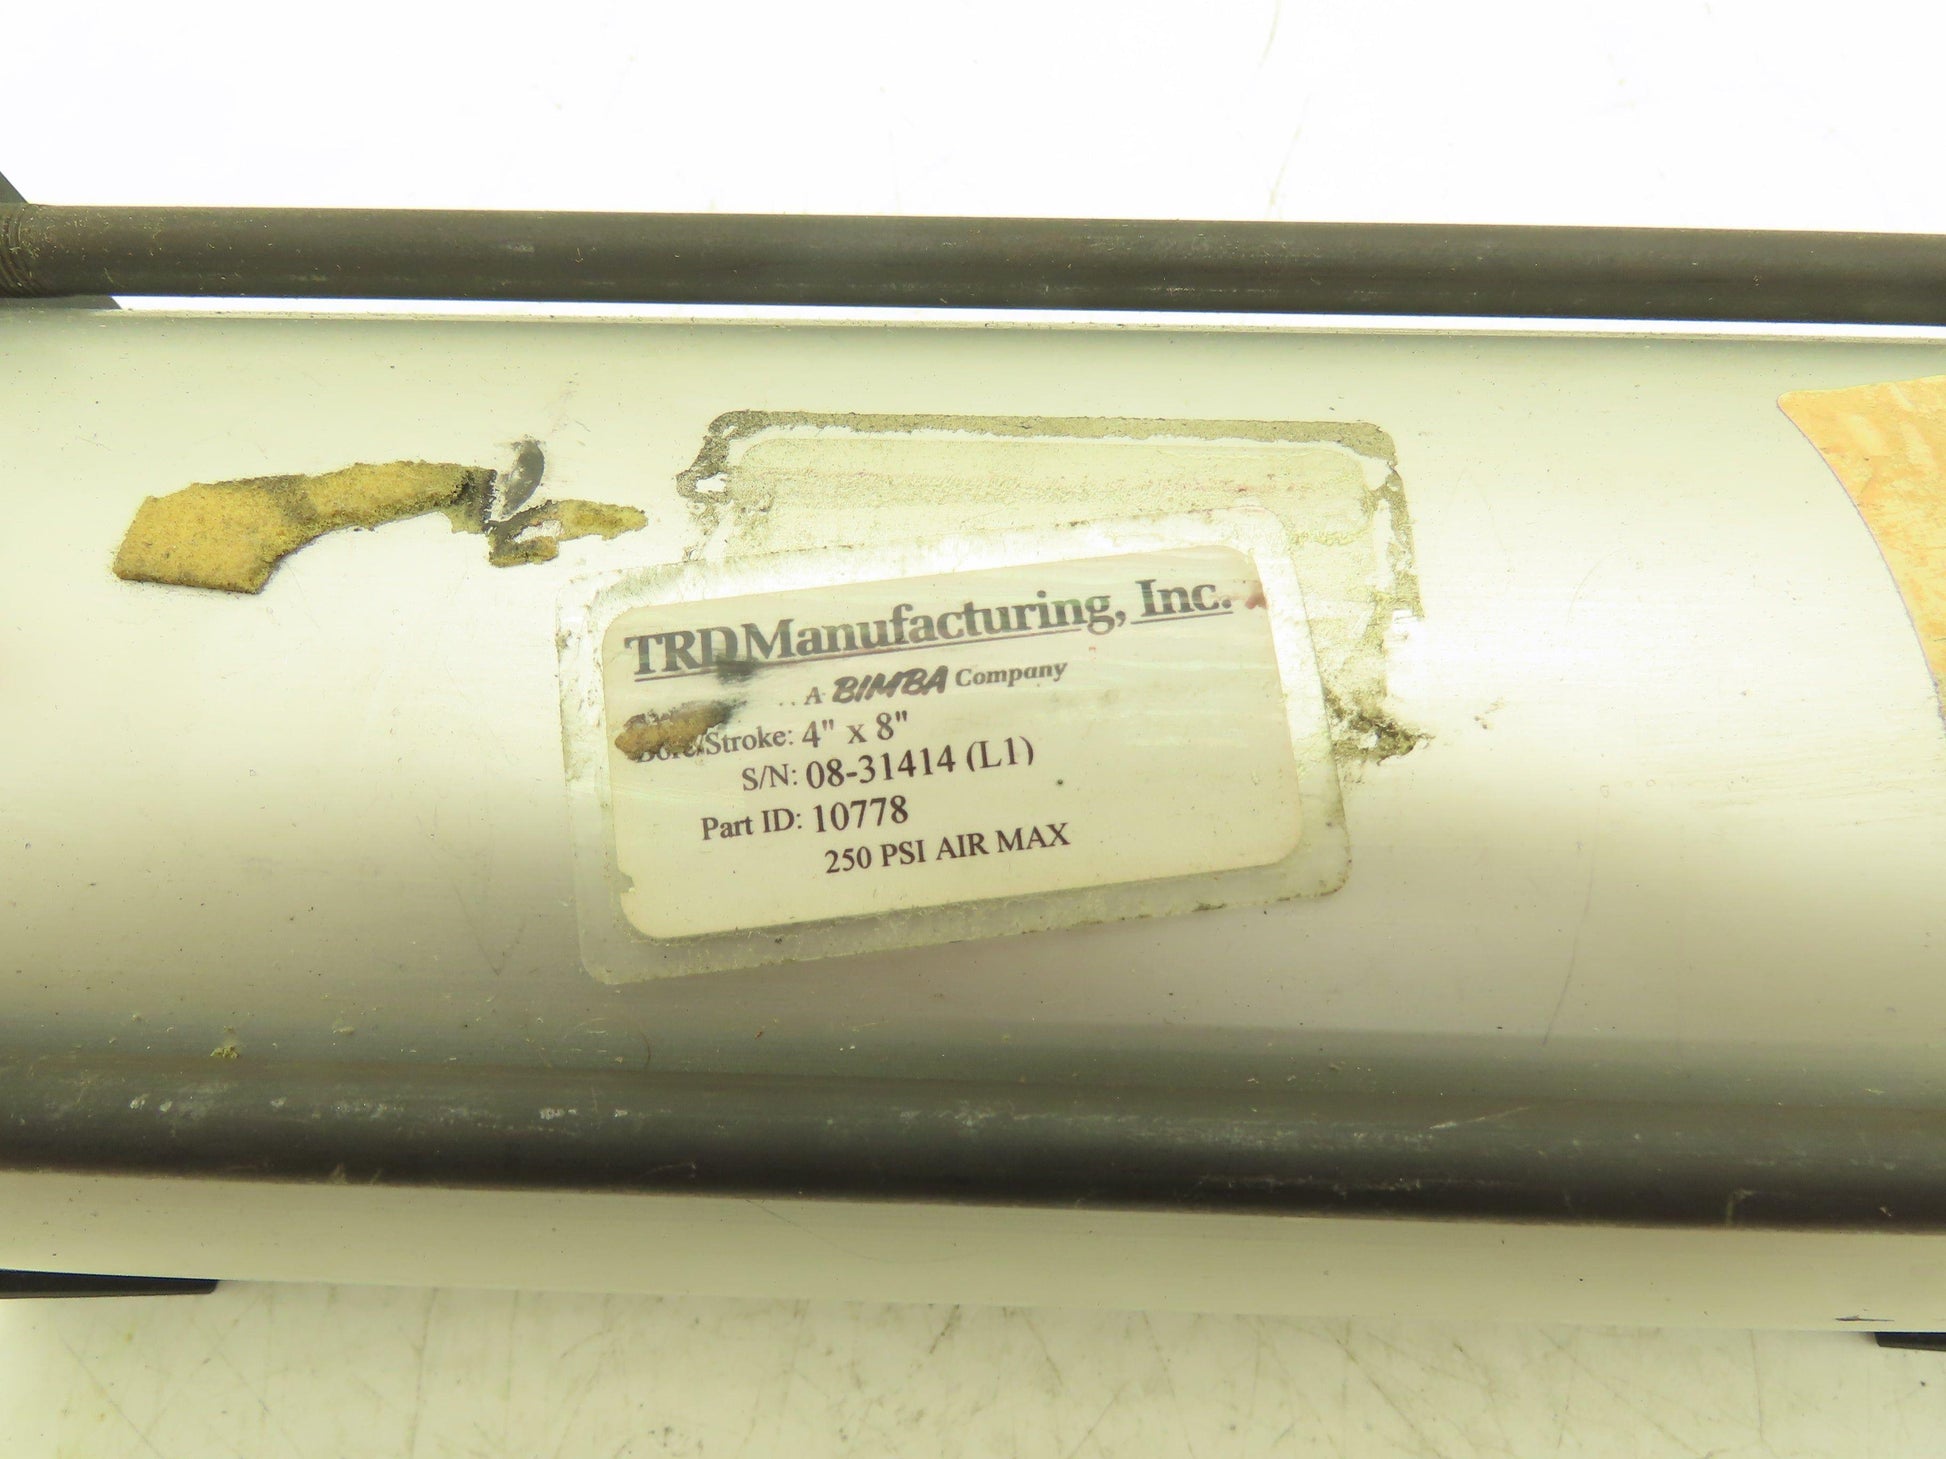 TRDManufacturing, Inc.
.. A BIMBA Company
Bore/Stroke: 4" x 8"
S/N: 08-31414 (L1)
Part ID: 10778
250 PSI AIR MAX